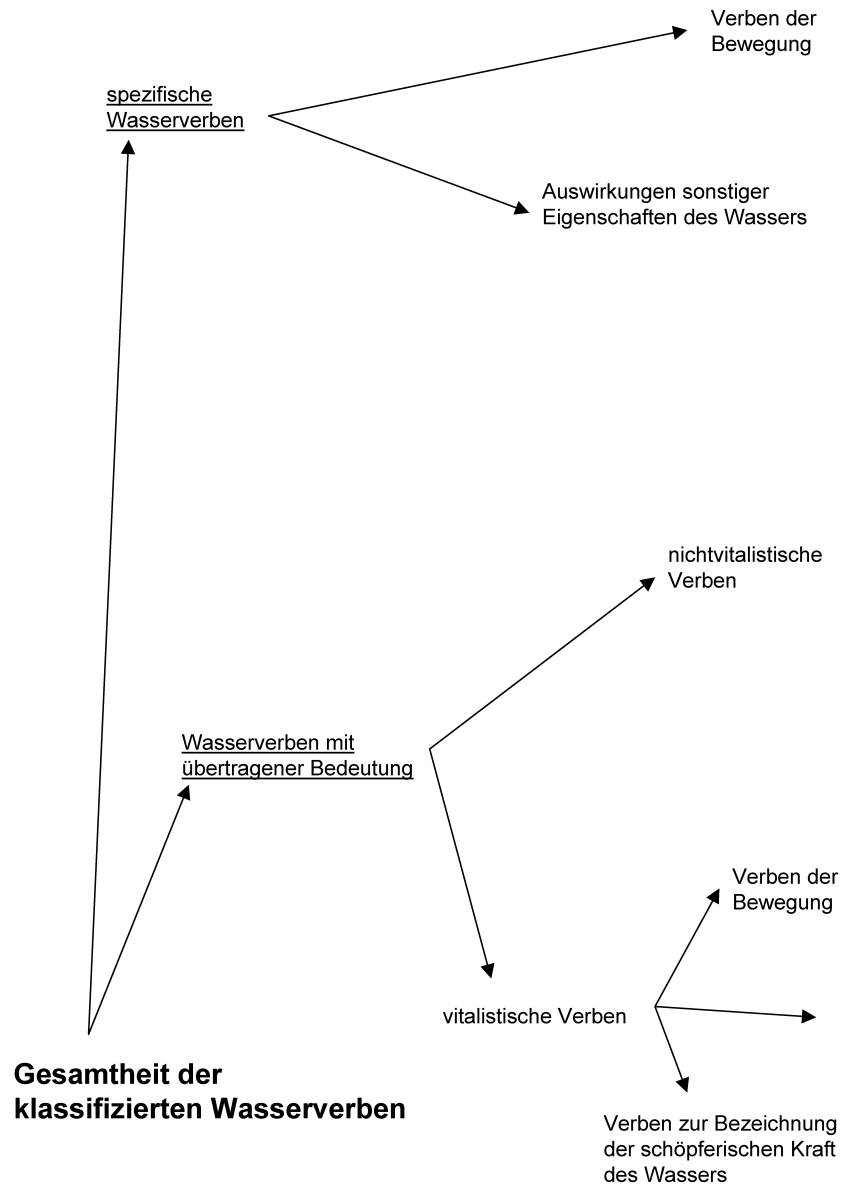 Verben der
Bewegung
spezifische
Wasserverben
Auswirkungen sonstiger
Eigenschaften des Wassers
nichtvitalistische
Verben
Wasserverben mit
übertragener Bedeutung
Verben der
Bewegung
vitalistische Verben
Gesamtheit der
klassifizierten Wasserverben
Verben zur Bezeichnung
der schöpferischen Kraft
des Wassers